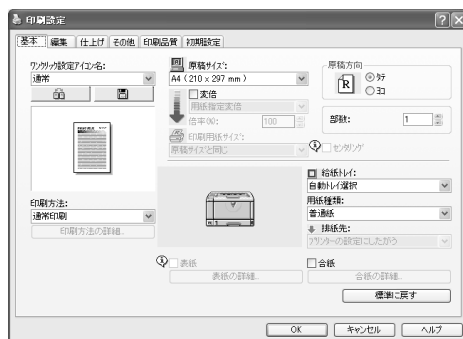 印刷設定
基本 編集 仕上げ その他 印刷品質 初期設定
ワンクリック設定アイコン名:
通常
印刷方法:
通常印刷
印刷方法の詳細...
原稿サイズ:
A4 (210 x 297 mm)
変倍
用紙指定変倍
倍率(%): 100
印刷用紙サイズ:
原稿サイズと同じ
原稿方向
R
タテ
ヨコ
部数: 1
センタリング
給紙トレイ:
自動トレイ選択
用紙種類:
普通紙
排紙先:
プリンターの設定にしたがう
表紙
表紙の詳細...
合紙
合紙の詳細...
標準に戻す
OK キャンセル ヘルプ